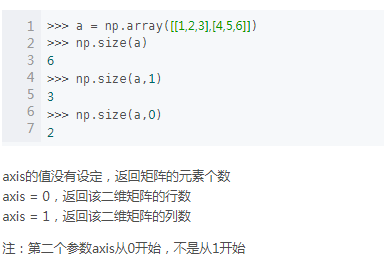 1 >>> a = np.array([[1,2,3],[4,5,6]])
2 >>> np.size(a)
3 6
4 >>> np.size(a,1)
5 3
6 >>> np.size(a,0)
7 2
axis的值没有设定，返回矩阵的元素个数
axis = 0，返回该二维矩阵的行数
axis = 1，返回该二维矩阵的列数
注：第二个参数axis从0开始，不是从1开始